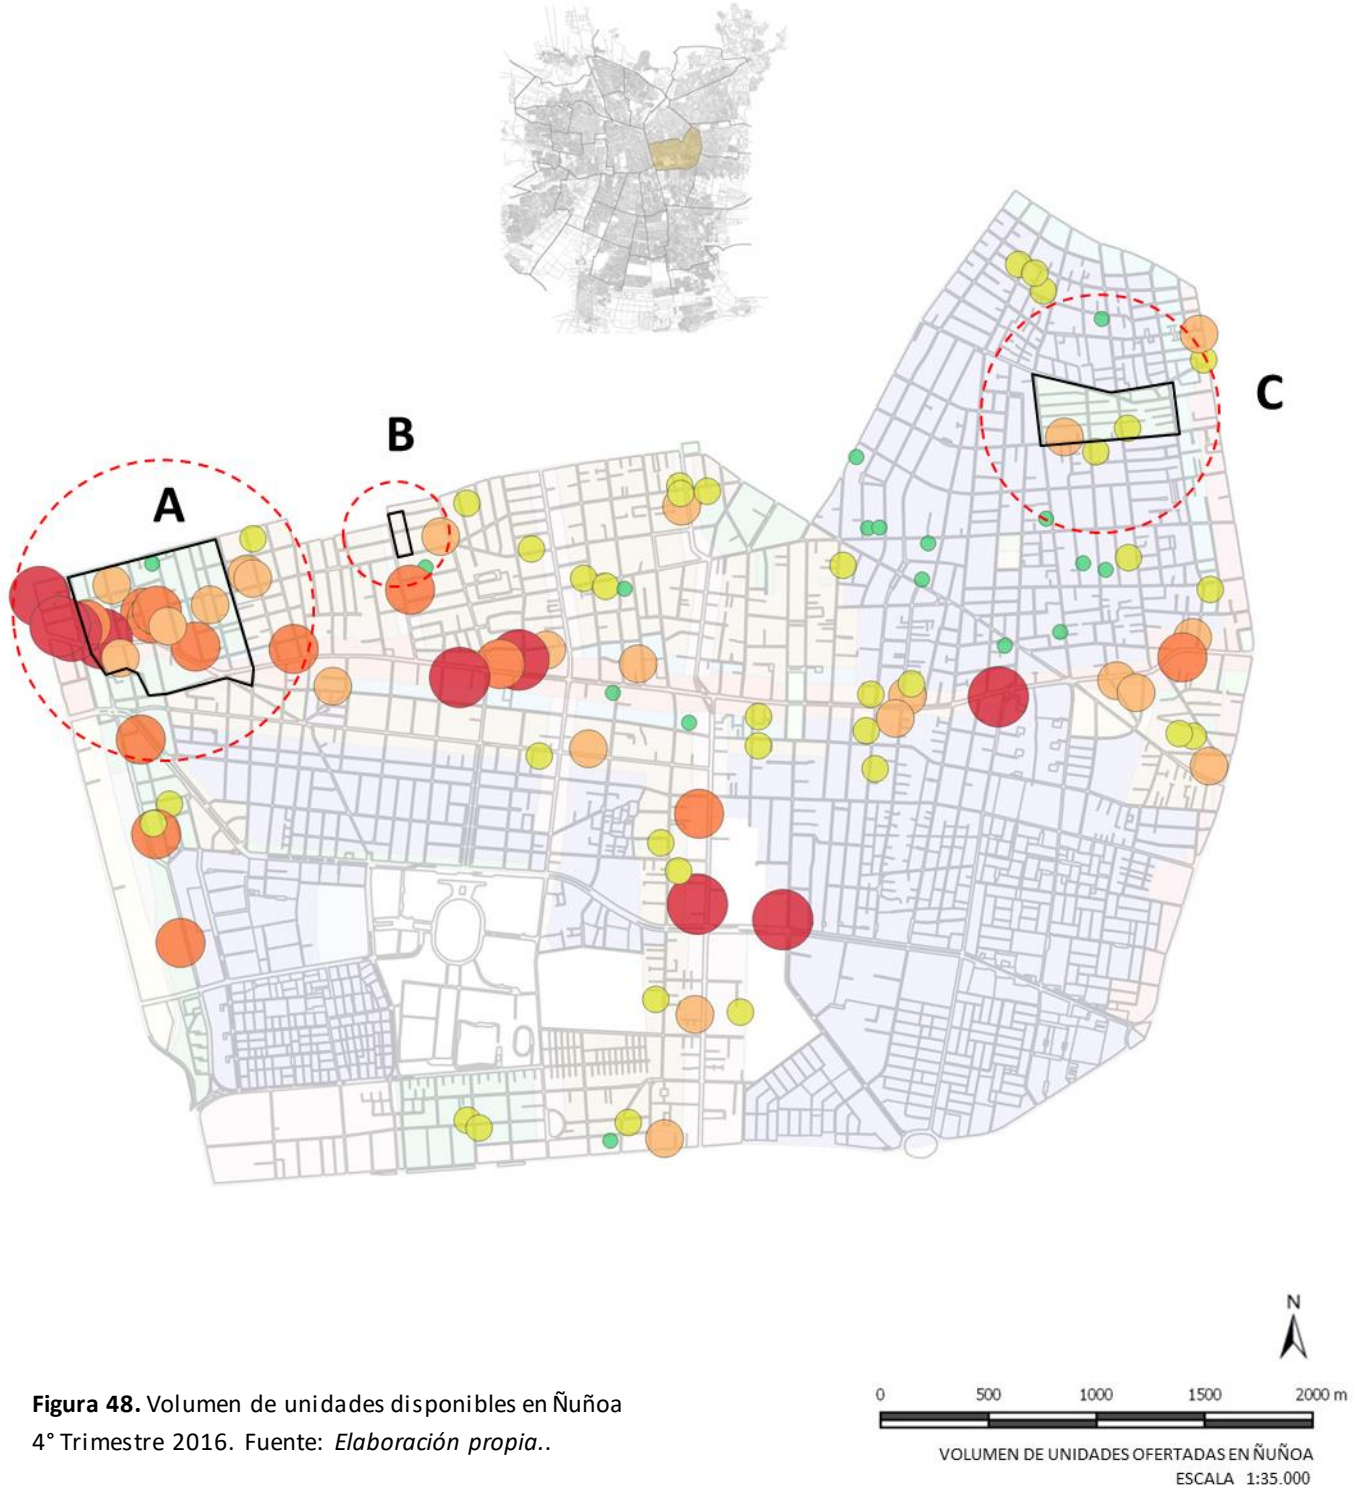 C
B
A
N
0 500 1000 1500 2000 m
Figura 48. Volumen de unidades disponibles en Ñuñoa
4° Trimestre 2016. Fuente: Elaboración propia..
VOLUMEN DE UNIDADES OFERTADAS EN ÑUÑOA
ESCALA 1:35.000